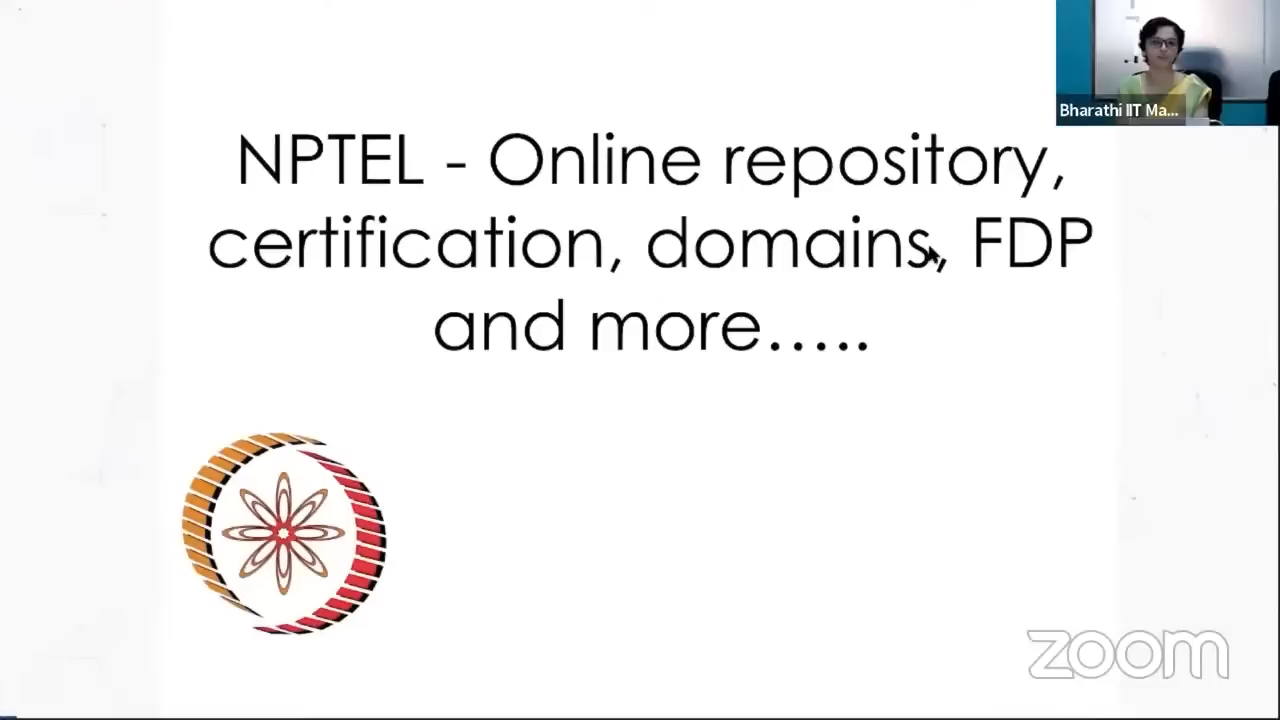 Bharathi IIT Ma...
NPTEL - Online repository,
certification, domains, FDP
and more.....
zoom